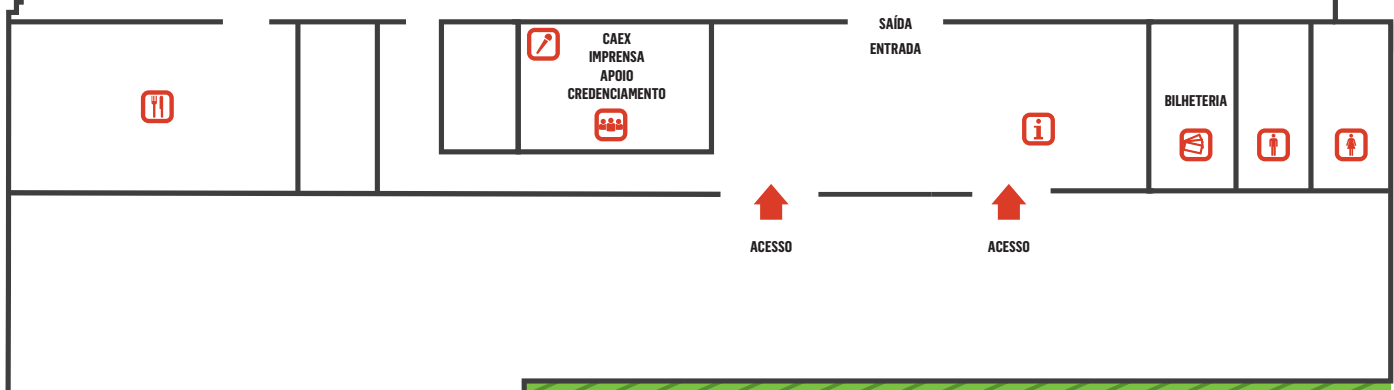 SAÍDA
ENTRADA
CAEX
IMPRENSA
APOIO
CREDENCIAMENTO
BILHETERIA
ACESSO
ACESSO